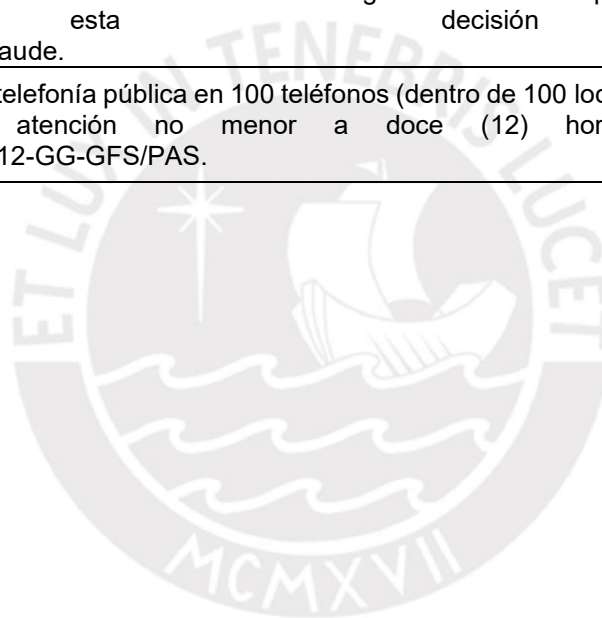 esta decisión
aude.
telefonía pública en 100 teléfonos (dentro de 100 loc
atención no menor a doce (12) hor
12-GG-GFS/PAS.
ET LUX IN TENEBRIS LUCET
MCMXVII